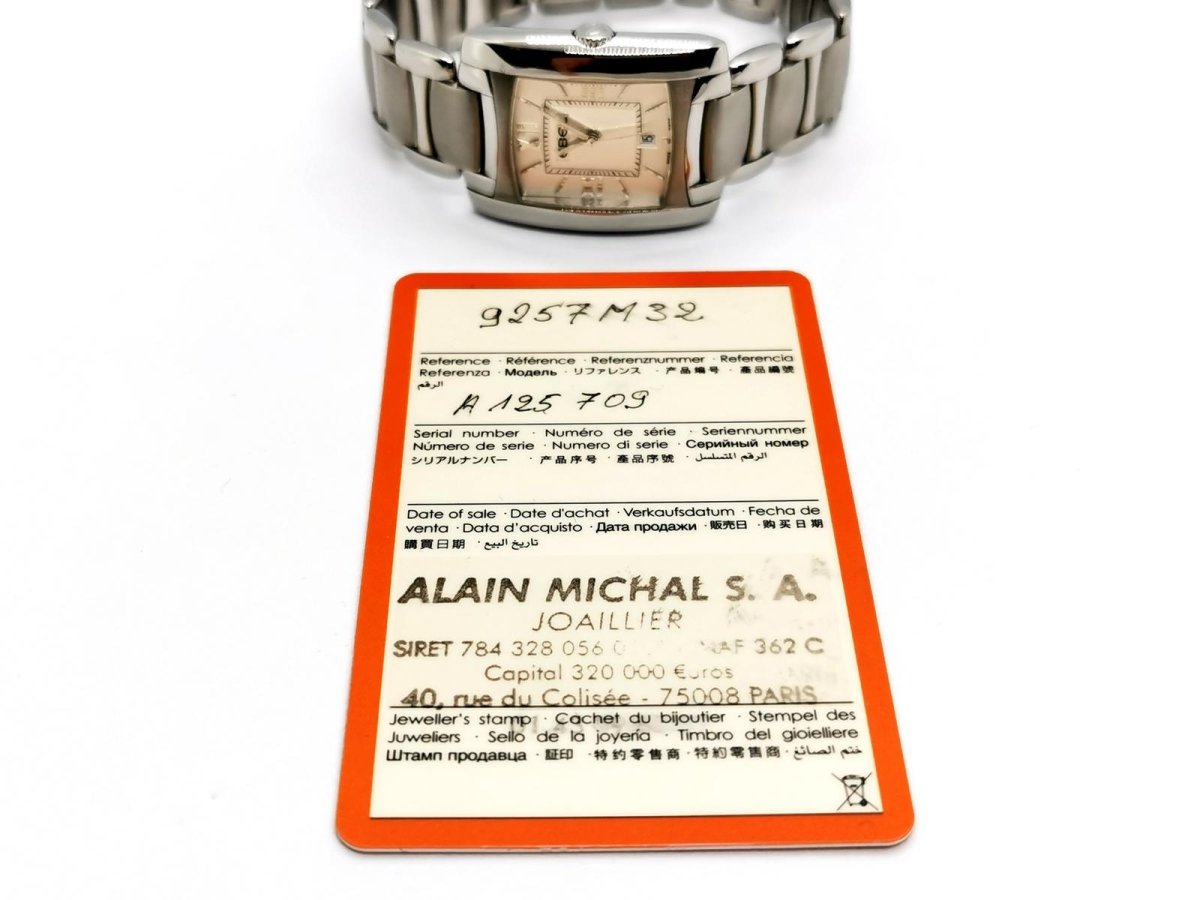 EBEL
9257M32
Reference · Référence · Referenznummer · Referencia
Referenza · Модель · リファレンス · 产品编号 · 產品編號
الرقم
A 125 709
Serial number · Numéro de série · Seriennummer
Número de serie · Numero di serie · Серийный номер
シリアルナンバー · 产品序号 · 產品序號 · الرقم المتسلسل
Date of sale · Date d'achat · Verkaufsdatum · Fecha de
venta · Data d'acquisto · Дата продажи · 販売日 · 购买日期
購買日期 · تاريخ البيع
ALAIN MICHAL S. A.
JOAILLIER
SIRET 784 328 056 362 C
Capital 320 000 €uros
40, rue du Colisée - 75008 PARIS
Jeweller's stamp · Cachet du bijoutier · Stempel des
Juweliers · Sello de la joyería · Timbro del gioielliere
Штамп продавца · 証印 · 特约零售商 · 特約零售商 · ختم الصائغ